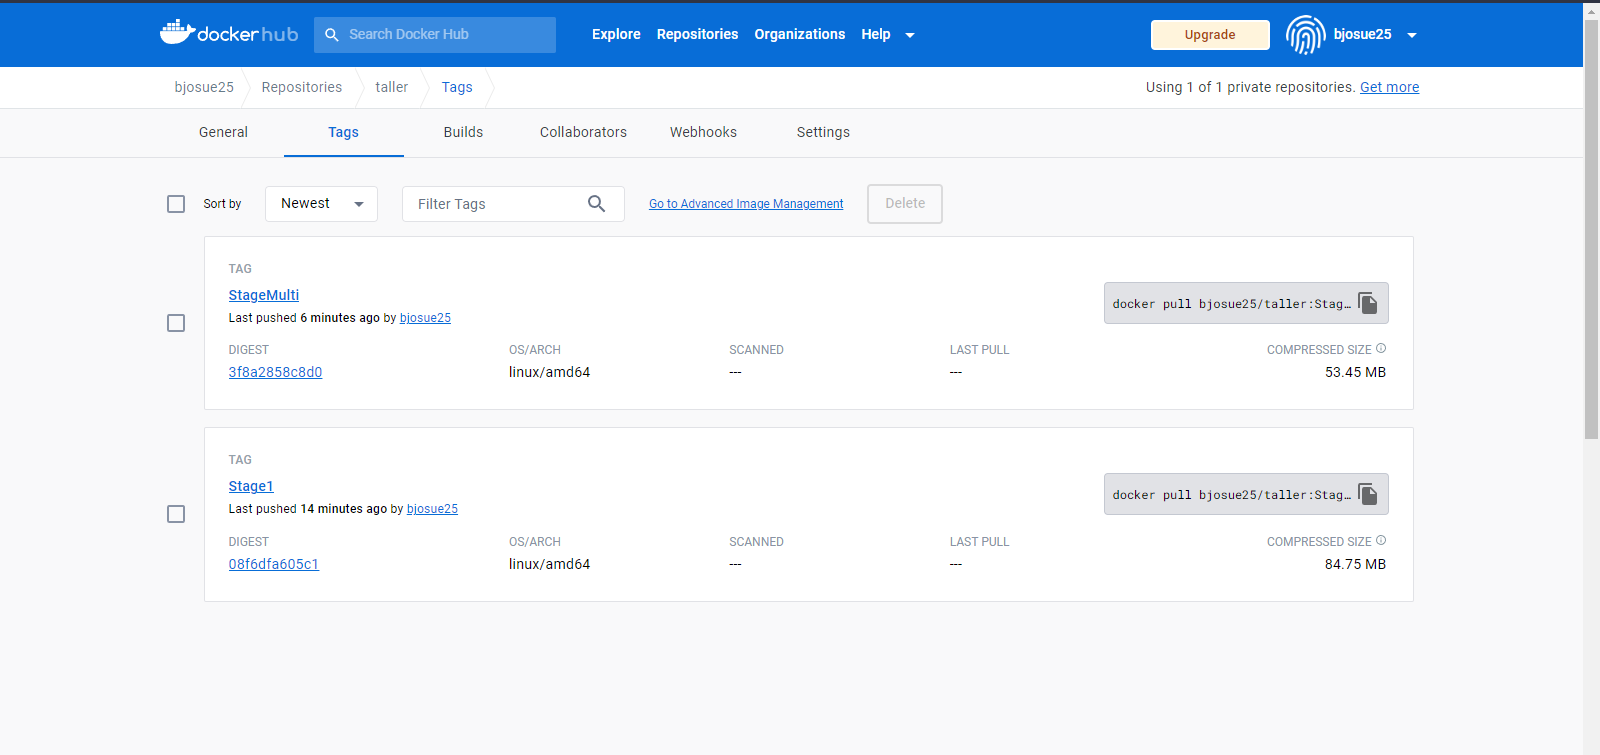 docker hub Search Docker Hub Explore Repositories Organizations Help Upgrade bjosue25
bjosue25 Repositories taller Tags Using 1 of 1 private repositories. Get more
General Tags Builds Collaborators Webhooks Settings
Sort by Newest Filter Tags Go to Advanced Image Management Delete
TAG
StageMulti
docker pull bjosue25/taller:Stag…
Last pushed 6 minutes ago by bjosue25
DIGEST OS/ARCH SCANNED LAST PULL COMPRESSED SIZE
3f8a2858c8d0 linux/amd64 --- --- 53.45 MB
TAG
Stage1
docker pull bjosue25/taller:Stag…
Last pushed 14 minutes ago by bjosue25
DIGEST OS/ARCH SCANNED LAST PULL COMPRESSED SIZE
08f6dfa605c1 linux/amd64 --- --- 84.75 MB